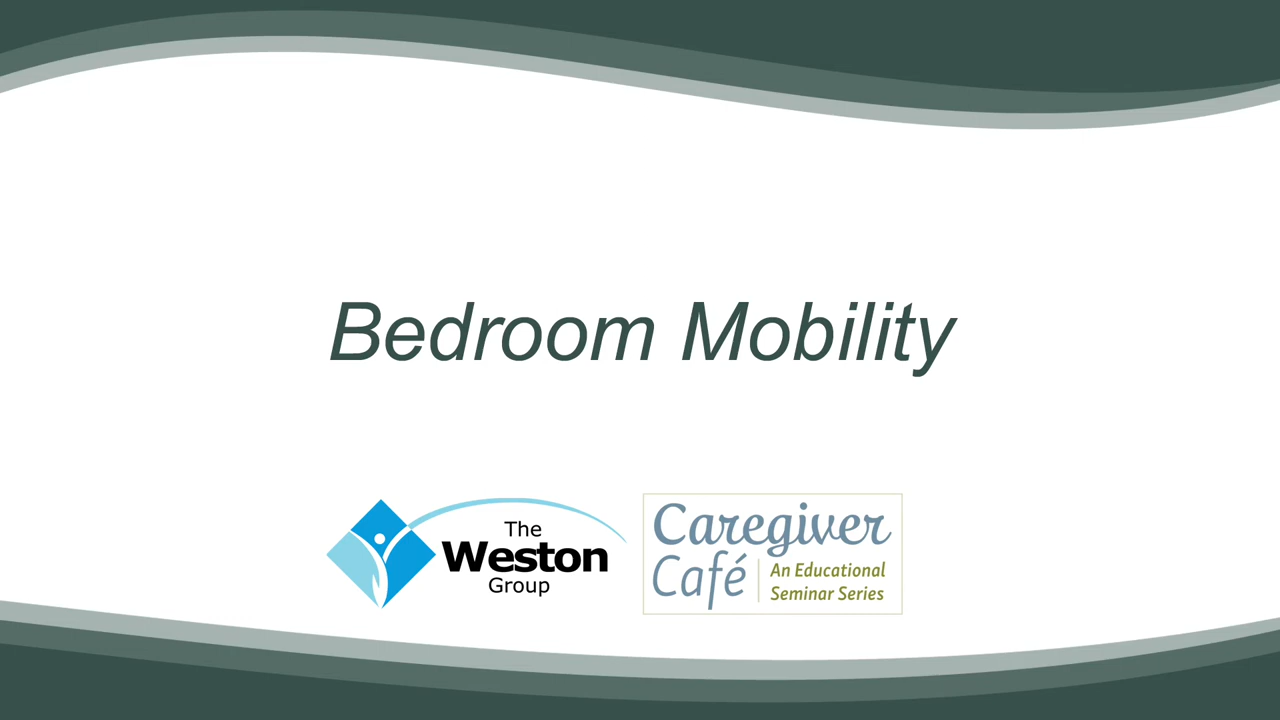 Bedroom Mobility
The
Weston
Group
Caregiver
Café
An Educational
Seminar Series